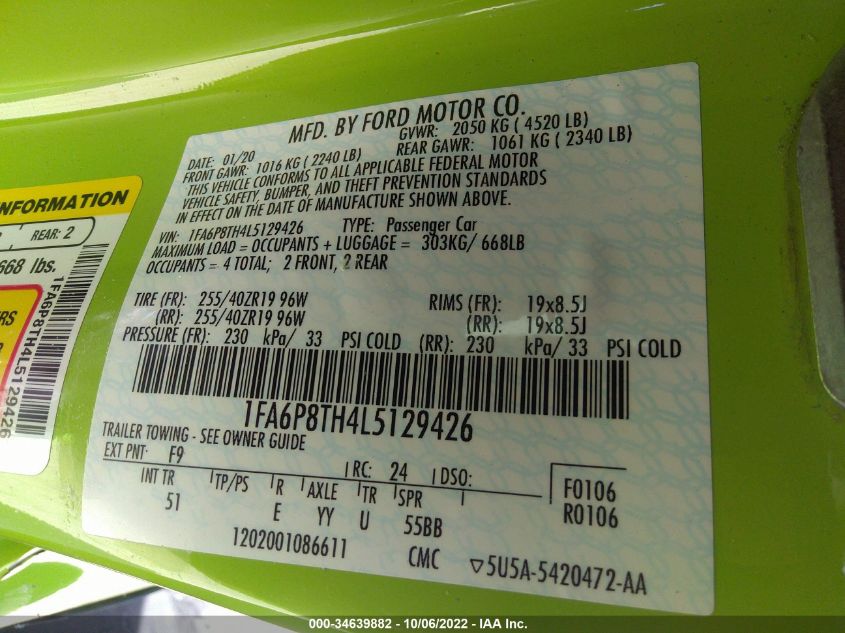 MFD. BY FORD MOTOR CO.
DATE: 01/20 GVWR: 2050 KG ( 4520 LB)
FRONT GAWR: 1016 KG ( 2240 LB) REAR GAWR: 1061 KG ( 2340 LB)
THIS VEHICLE CONFORMS TO ALL APPLICABLE FEDERAL MOTOR
VEHICLE SAFETY, BUMPER, AND THEFT PREVENTION STANDARDS
IN EFFECT ON THE DATE OF MANUFACTURE SHOWN ABOVE.
VIN: 1FA6P8TH4L5129426 TYPE: Passenger Car
MAXIMUM LOAD = OCCUPANTS + LUGGAGE = 303KG/ 668LB
OCCUPANTS = 4 TOTAL; 2 FRONT, 2 REAR
TIRE (FR): 255/40ZR19 96W RIMS (FR): 19x8.5J
(RR): 255/40ZR19 96W (RR): 19x8.5J
PRESSURE (FR): 230 kPa/ 33 PSI COLD (RR): 230 kPa/ 33 PSI COLD
1FA6P8TH4L5129426
TRAILER TOWING - SEE OWNER GUIDE
EXT PNT: F9 RC: 24 DSO: F0106
INT TR TP/PS R AXLE TR SPR R0106
51 E YY U 55BB
1202001086611 CMC ▽5U5A-5420472-AA
INFORMATION
REAR: 2
668 lbs.
1FA6P8TH4L5129426
000-34639882 - 10/06/2022 - IAA Inc.